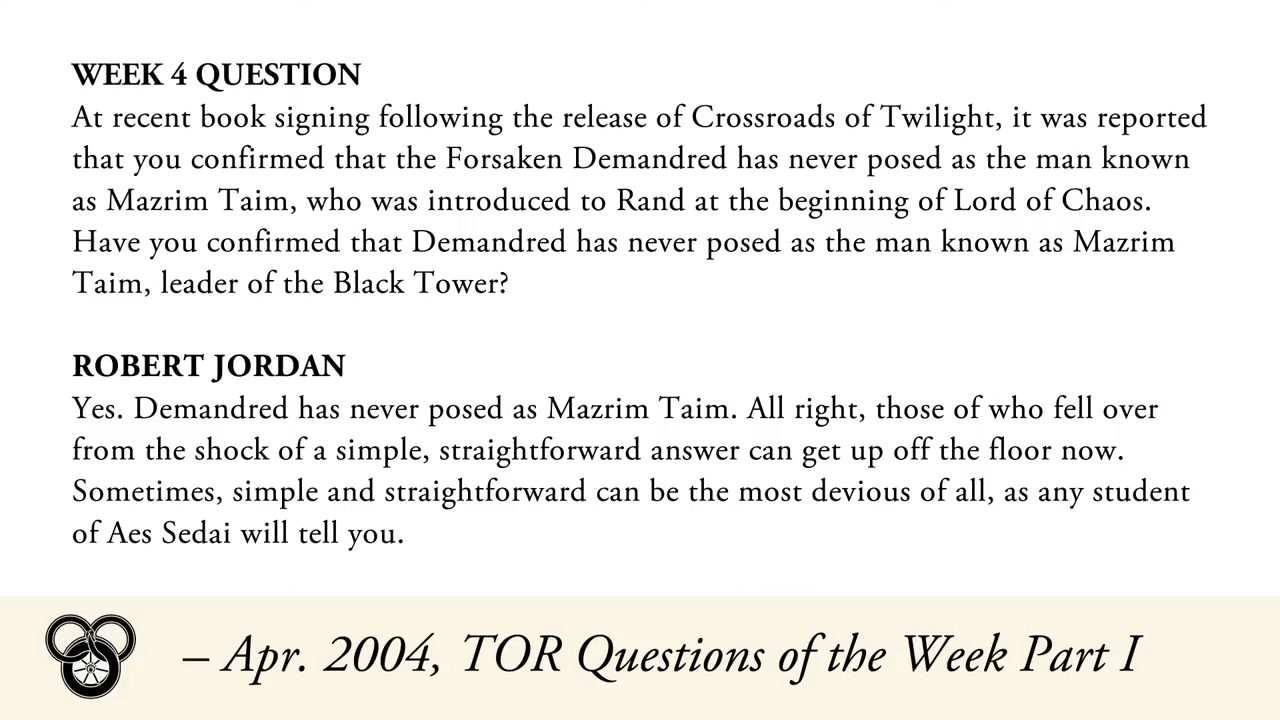 WEEK 4 QUESTION
At recent book signing following the release of Crossroads of Twilight, it was reported
that you confirmed that the Forsaken Demandred has never posed as the man known
as Mazrim Taim, who was introduced to Rand at the beginning of Lord of Chaos.
Have you confirmed that Demandred has never posed as the man known as Mazrim
Taim, leader of the Black Tower?
ROBERT JORDAN
Yes. Demandred has never posed as Mazrim Taim. All right, those of who fell over
from the shock of a simple, straightforward answer can get up off the floor now.
Sometimes, simple and straightforward can be the most devious of all, as any student
of Aes Sedai will tell you.
– Apr. 2004, TOR Questions of the Week Part I